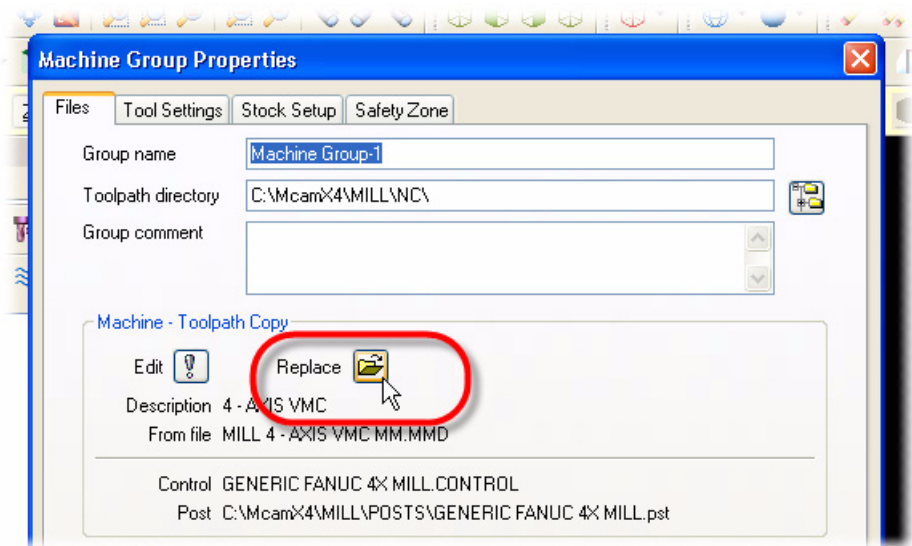 Machine Group Properties
Files Tool Settings Stock Setup Safety Zone
Group name Machine Group-1
Toolpath directory C:\McamX4\MILL\NC\
Group comment
Machine - Toolpath Copy
Edit Replace
Description 4 - AXIS VMC
From file MILL 4 - AXIS VMC MM.MMD
Control GENERIC FANUC 4X MILL.CONTROL
Post C:\McamX4\MILL\POSTS\GENERIC FANUC 4X MILL.pst